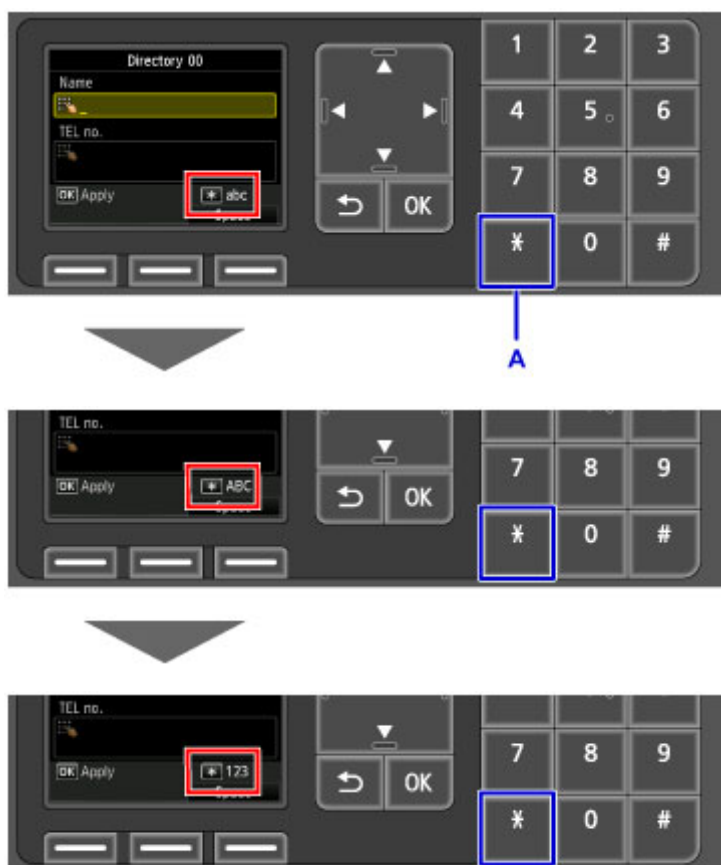 Directory 00
Name
_
TEL no.
OK Apply
* abc
OK
1 2 3
4 5 6
7 8 9
* 0 #
A
TEL no.
OK Apply
* ABC
OK
7 8 9
* 0 #
TEL no.
OK Apply
* 123
OK
7 8 9
* 0 #